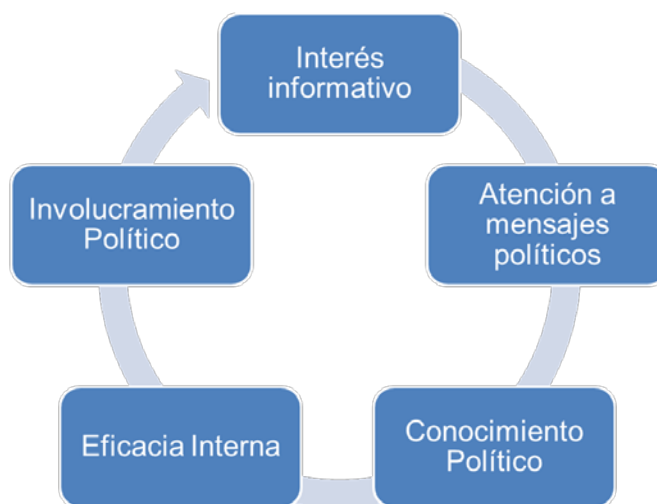 Interés
informativo
Atención a
mensajes
políticos
Conocimiento
Político
Eficacia Interna
Involucramiento
Político